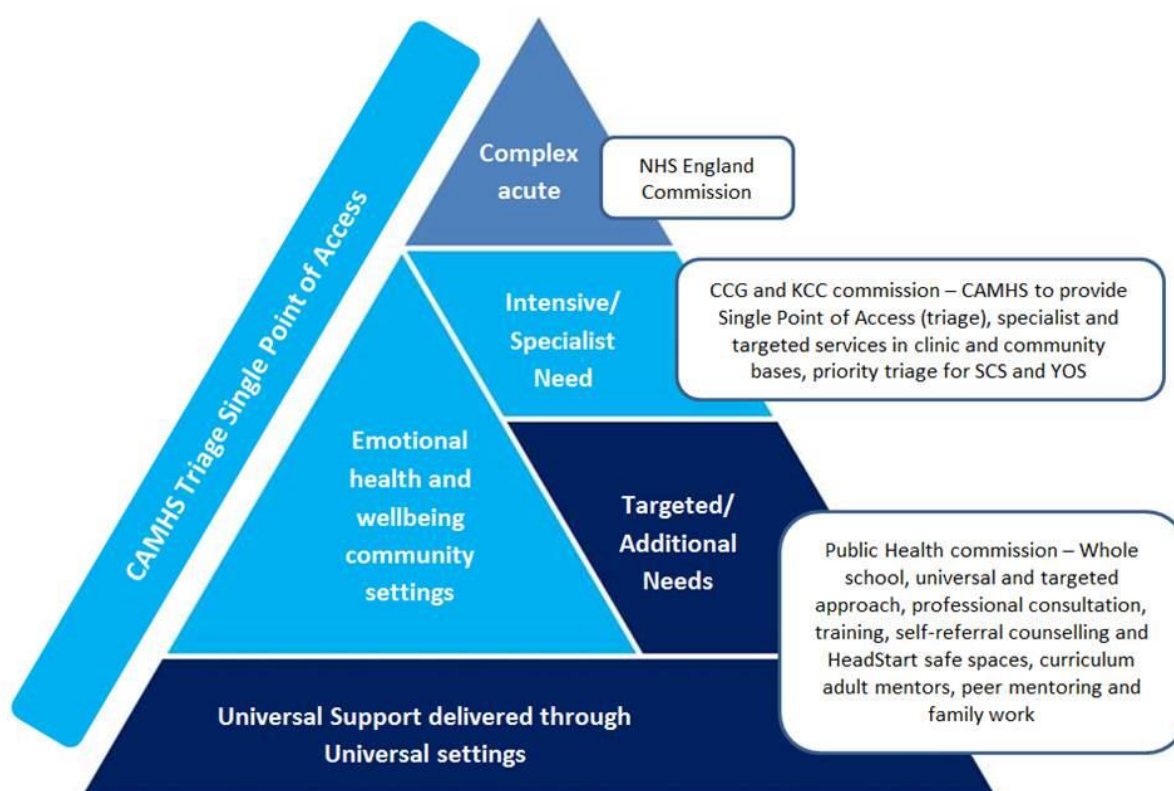 CAMHS Triage Single Point of Access
Complex
acute
NHS England
Commission
Intensive/
Specialist
Need
CCG and KCC commission – CAMHS to provide
Single Point of Access (triage), specialist and
targeted services in clinic and community
bases, priority triage for SCS and YOS
Emotional
health and
wellbeing
community
settings
Targeted/
Additional
Needs
Public Health commission – Whole
school, universal and targeted
approach, professional consultation,
training, self-referral counselling and
HeadStart safe spaces, curriculum
adult mentors, peer mentoring and
family work
Universal Support delivered through
Universal settings